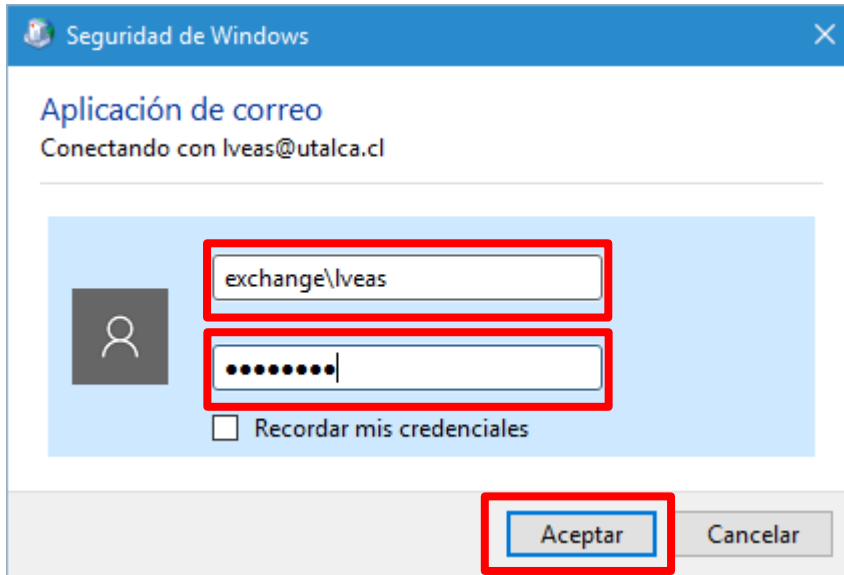 Seguridad de Windows
Aplicación de correo
Conectando con lveas@utalca.cl
exchange\lveas
●●●●●●●●
Recordar mis credenciales
Aceptar
Cancelar